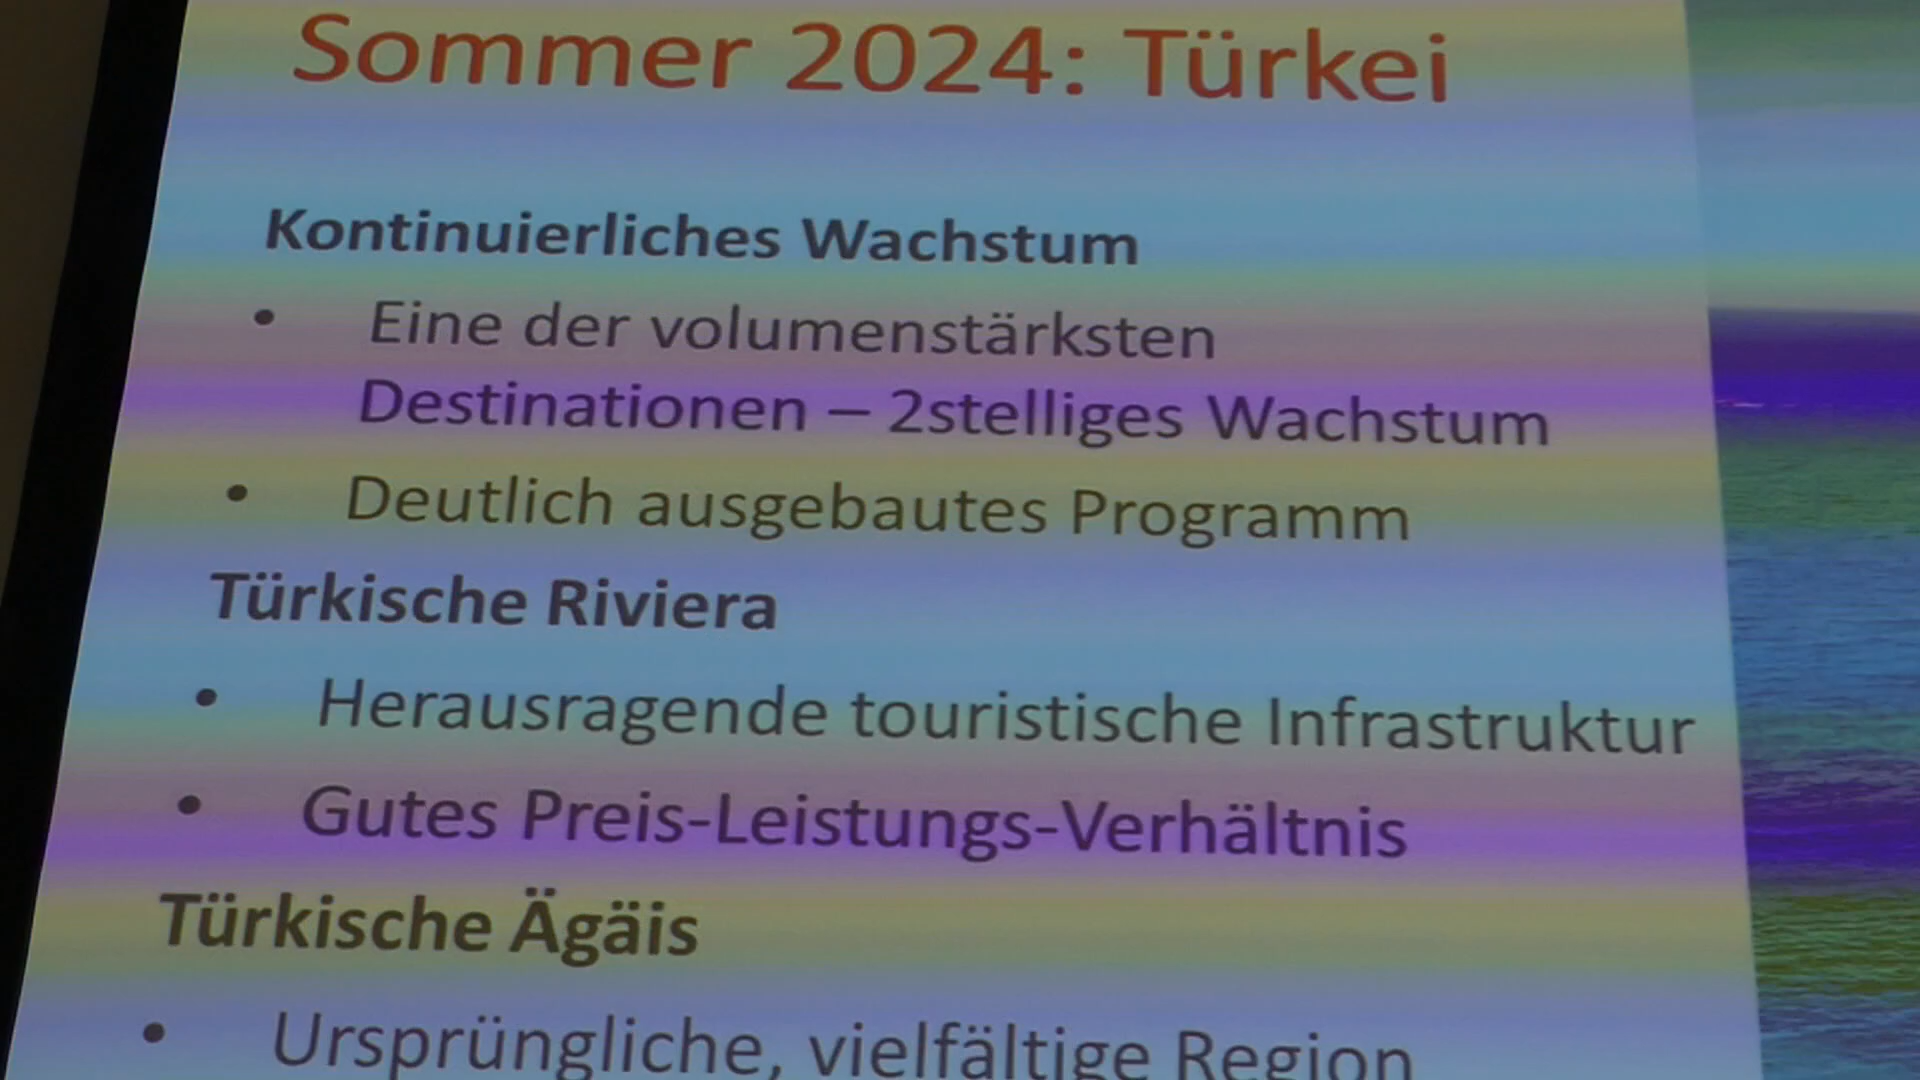 Sommer 2024: Türkei
Kontinuierliches Wachstum
• Eine der volumenstärksten
Destinationen – 2stelliges Wachstum
• Deutlich ausgebautes Programm
Türkische Riviera
• Herausragende touristische Infrastruktur
• Gutes Preis-Leistungs-Verhältnis
Türkische Ägäis
• Ursprüngliche, vielfältige Region